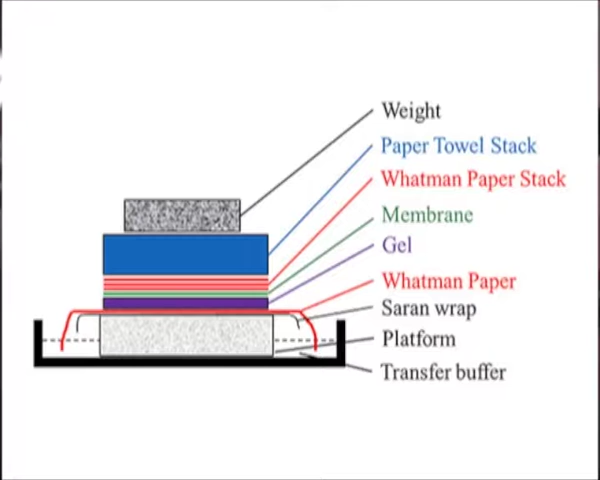 Weight
Paper Towel Stack
Whatman Paper Stack
Membrane
Gel
Whatman Paper
Saran wrap
Platform
Transfer buffer